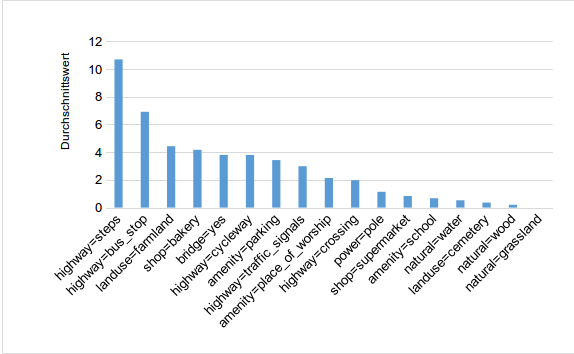 Durchschnittswert
12
10
8
6
4
2
0
highway=steps
highway=bus_stop
landuse=farmland
shop=bakery
bridge=yes
highway=cycleway
amenity=parking
highway=traffic_signals
amenity=place_of_worship
highway=crossing
power=pole
shop=supermarket
amenity=school
natural=water
landuse=cemetery
natural=wood
natural=grassland